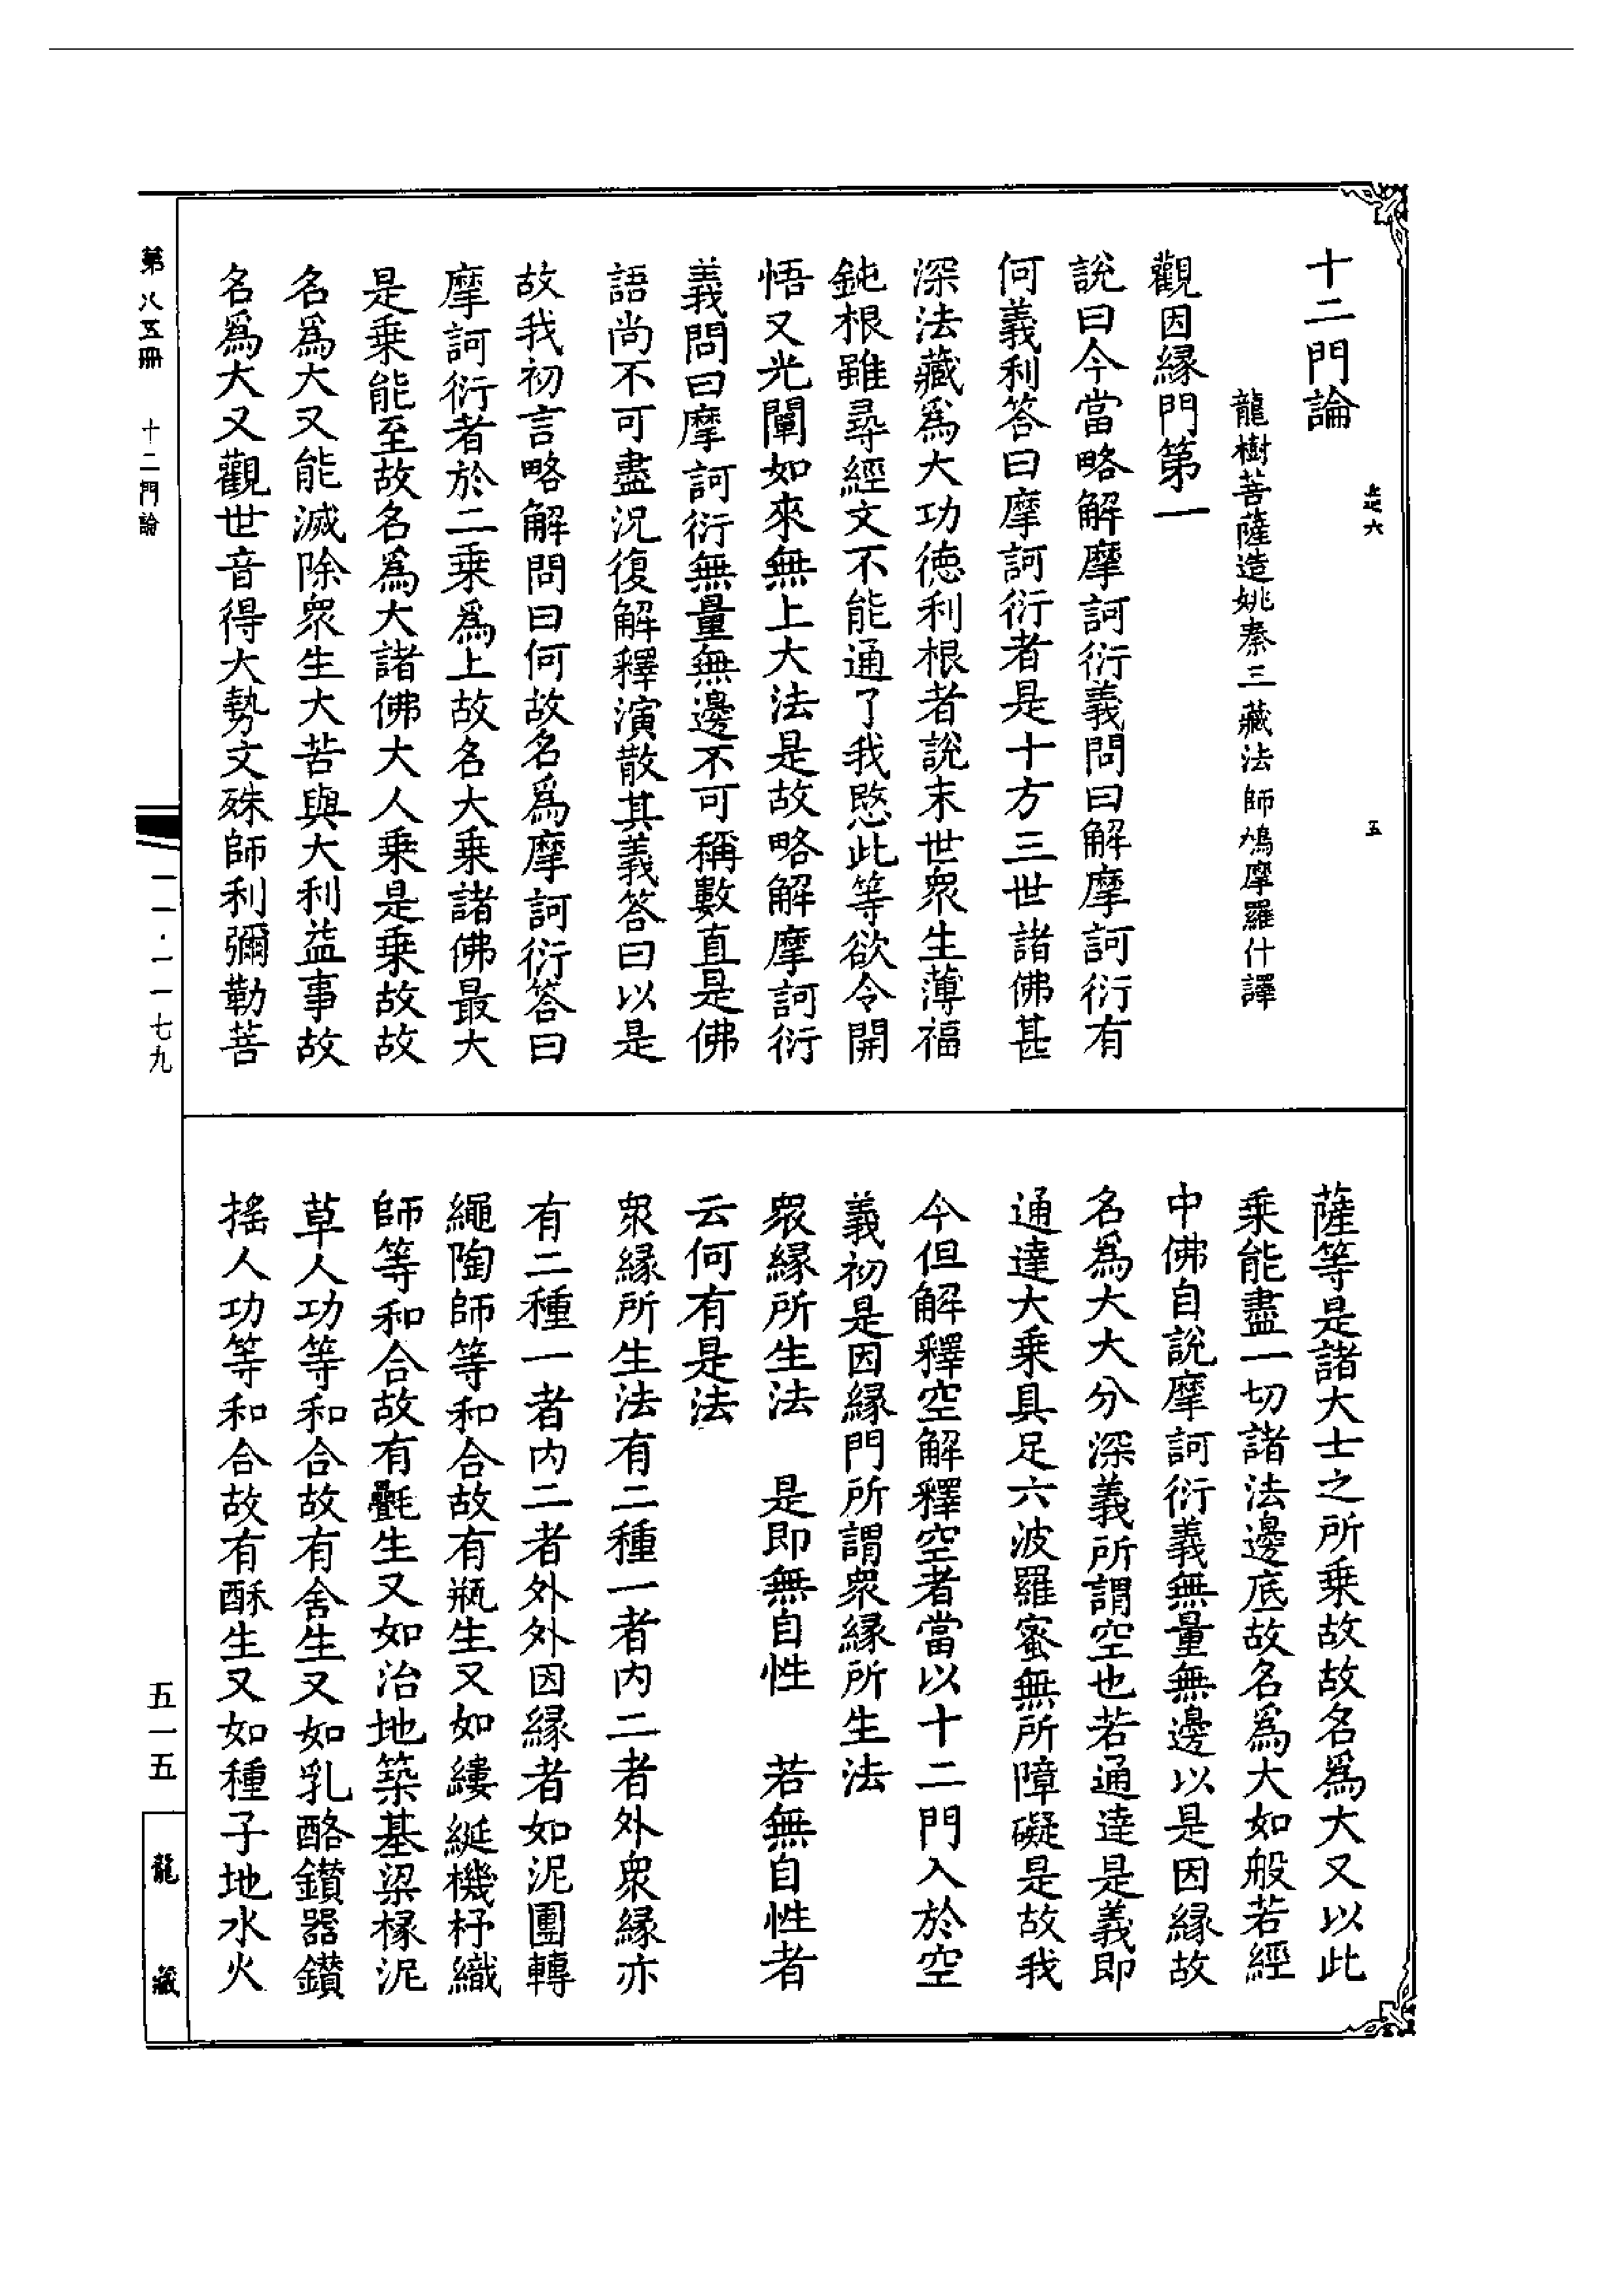 十二門論
龍樹菩薩造姚秦三藏法師鳩摩羅什譯
觀因縁門第一
說曰今當略解摩訶衍義問曰解摩訶衍有
何義利答曰摩訶衍者是十方三世諸佛甚
深法藏爲大功徳利根者說末世衆生薄福
鈍根雖尋經文不能通了我愍此等欲令開
悟又光闡如來無上大法是故略解摩訶衍
義問曰摩訶衍無量無邊不可稱數直是佛
語尚不可盡況復解釋演散其義答曰以是
故我初言略解問曰何故名爲摩訶衍答曰
摩訶衍者於二乗爲上故名大乗諸佛最大
是乗能至故名爲大諸佛大人乗是乗故故
名爲大又能滅除衆生大苦與大利益事故
名爲大又觀世音得大勢文殊師利彌勒菩
薩等是諸大士之所乗故故名爲大又以此
乗能盡一切諸法邊底故名爲大如般若經
中佛自說摩訶衍義無量無邊以是因縁故
名爲大大分深義所謂空也若通達是義即
通達大乗具足六波羅蜜無所障礙是故我
今但解釋空解釋空者當以十二門入於空
義初是因縁門所謂衆縁所生法
衆縁所生法　是即無自性　若無自性者
云何有是法
衆縁所生法有二種一者内二者外衆縁亦
有二種一者内二者外外因縁者如泥團轉
繩陶師等和合故有瓶生又如縷綖機杼織
師等和合故有氎生又如治地築基梁椽泥
草人功等和合故有舍生又如乳酪鑚器鑚
揺人功等和合故有酥生又如種子地水火
第八五冊　十二門論
一一·一一七九
五一五
龍藏
六
五